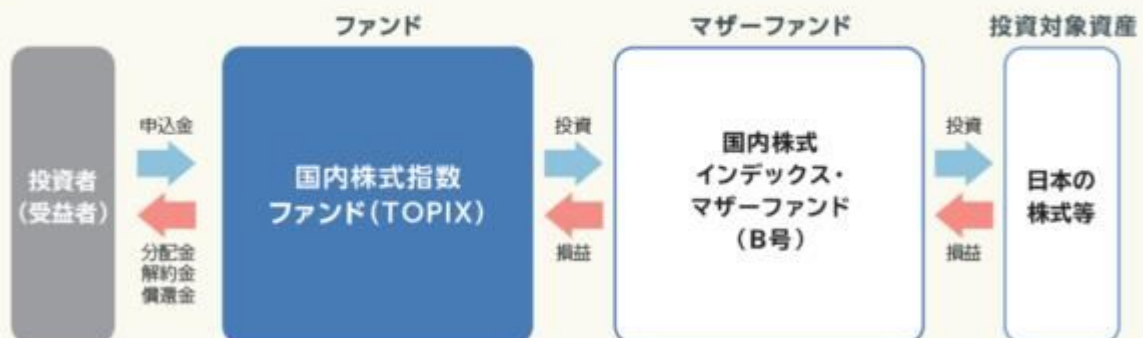 ファンド
マザーファンド
投資対象資産
投資者
(受益者)
申込金
分配金
解約金
償還金
国内株式指数
ファンド(TOPIX)
投資
損益
国内株式
インデックス・
マザーファンド
(B号)
投資
損益
日本の
株式等